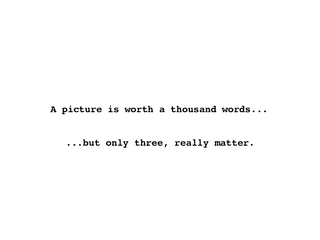 A picture is worth a thousand words...
...but only three, really matter.